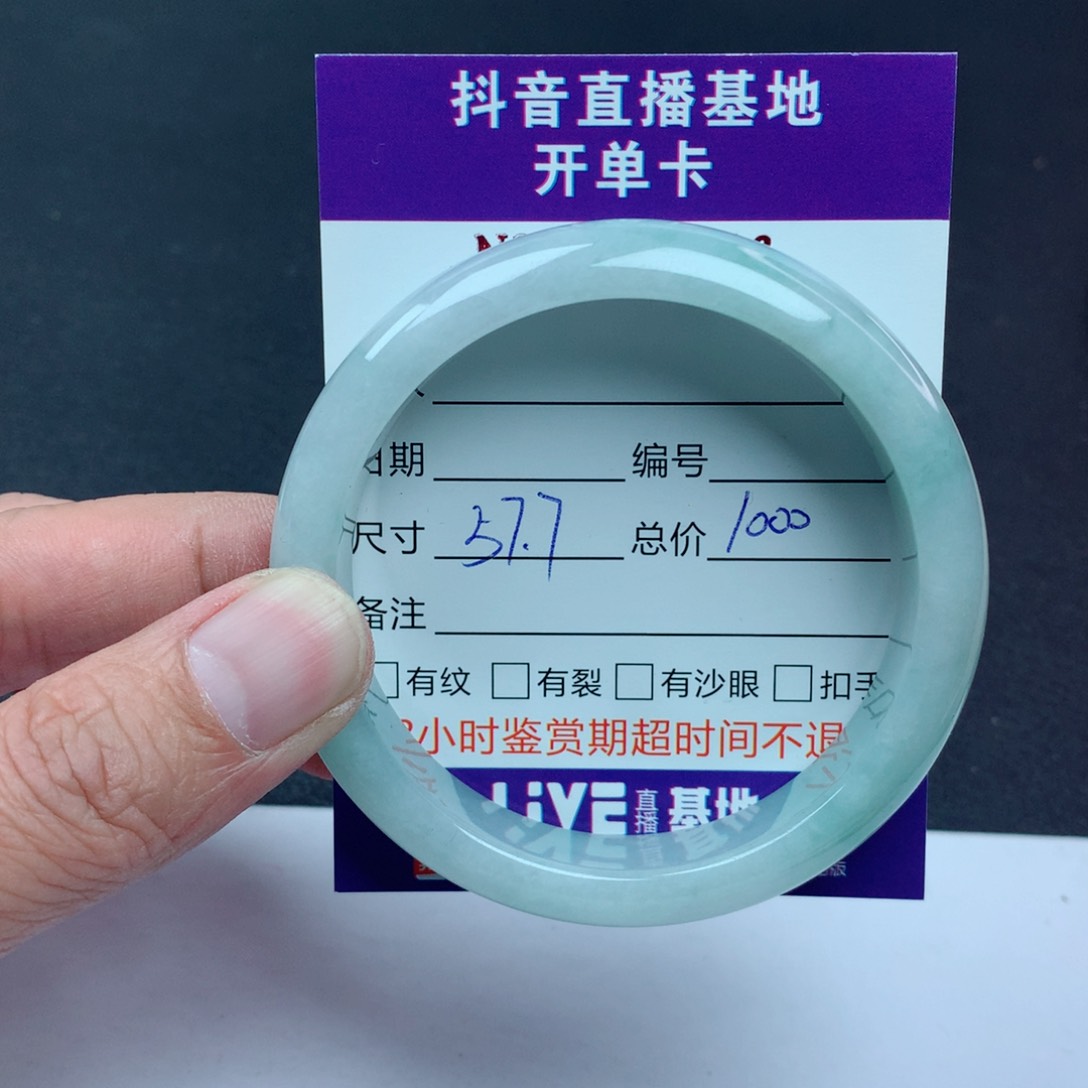 抖音直播基地
开单卡
日期 编号
尺寸 57.7 总价 1000
备注
□有纹 □有裂 □有沙眼 □扣手
小时鉴赏期超时间不退
LiVE 直播 基地